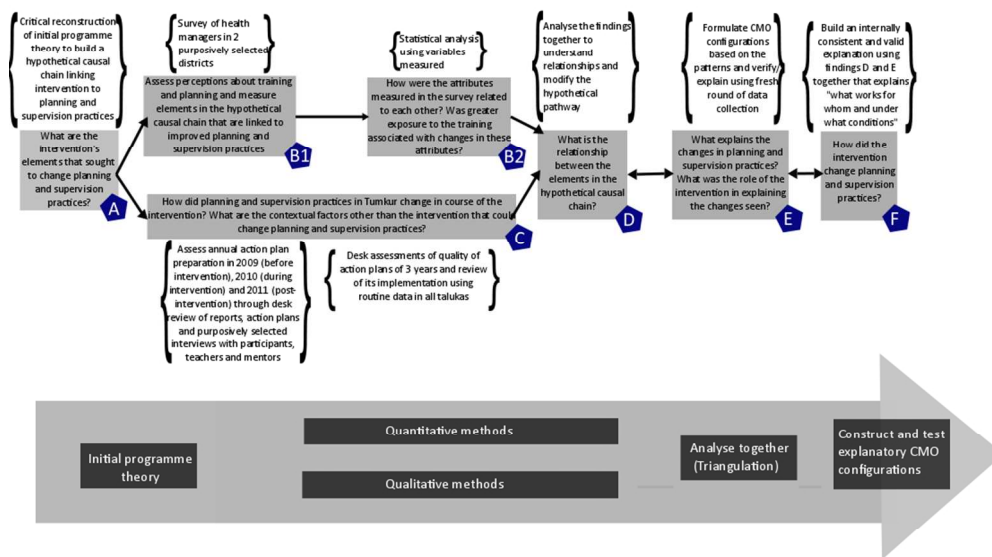 Critical reconstruction
of initial programme
theory to build a
hypothetical causal
chain linking
intervention to
planning and
supervision practices
What are the
intervention's
elements that sought
to change planning
and supervision
practices?
A
Survey of health
managers in 2
purposively selected
districts
Assess perceptions about training
and planning and measure
elements in the hypothetical
causal chain that are linked to
improved planning and
supervision practices
B1
Statistical analysis
using variables
measured
How were the attributes
measured in the survey related
to each other? Was greater
exposure to the training
associated with changes in these
attributes?
B2
How did planning and supervision practices in Tumkur change in course of the
intervention? What are the contextual factors other than the intervention that could
change planning and supervision practices?
C
Assess annual action plan
preparation in 2009 (before
intervention), 2010 (during
intervention) and 2011 (post-
intervention) through desk
review of reports, action plans
and purposively selected
interviews with participants,
teachers and mentors
Desk assessments of quality of
action plans of 3 years and review
of its implementation using
routine data in all talukas
Analyse the findings
together to
understand
relationships and
modify the
hypothetical
pathway
What is the
relationship
between the
elements in the
hypothetical causal
chain?
D
Formulate CMO
configurations
based on the
patterns and verify/
explain using fresh
round of data
collection
What explains the
changes in planning and
supervision practices?
What was the role of the
intervention in explaining
the changes seen?
E
Build an internally
consistent and valid
explanation using
findings D and E
together that explains
"what works for
whom and under
what conditions"
How did the
intervention
change planning
and supervision
practices?
F
Initial programme
theory
Quantitative methods
Qualitative methods
Analyse together
(Triangulation)
Construct and test
explanatory CMO
configurations